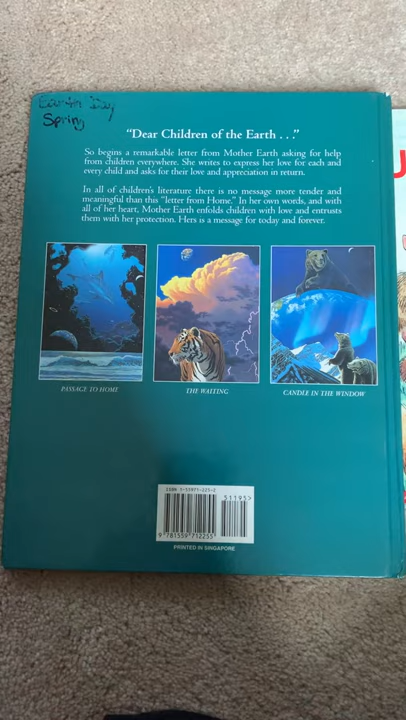 Earth Day
Spring
"Dear Children of the Earth . . ."
So begins a remarkable letter from Mother Earth asking for help
from children everywhere. She writes to express her love for each and
every child and asks for their love and appreciation in return.
In all of children's literature there is no message more tender and
meaningful than this "letter from Home." In her own words, and with
all of her heart, Mother Earth enfolds children with love and entrusts
them with her protection. Hers is a message for today and forever.
PASSAGE TO HOME
THE WAITING
CANDLE IN THE WINDOW
ISBN 1-55971-225-2
51195>
9 781559 712255
PRINTED IN SINGAPORE